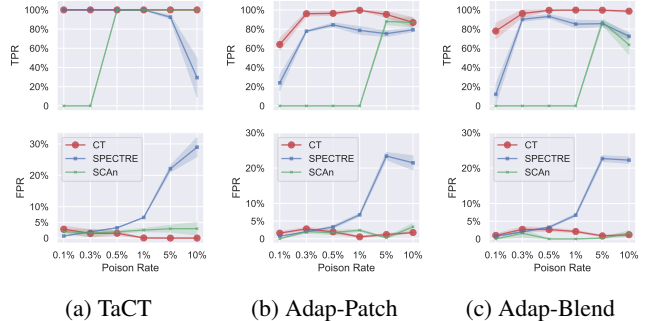 100%
80%
60%
40%
20%
0
TPR
100%
80%
60%
40%
20%
0
TPR
100%
80%
60%
40%
20%
0
TPR
30%
20%
10%
5%
0
FPR
CT
SPECTRE
SCAn
0.1% 0.3% 0.5% 1% 5% 10%
Poison Rate
30%
20%
10%
5%
0
FPR
CT
SPECTRE
SCAn
0.1% 0.3% 0.5% 1% 5% 10%
Poison Rate
30%
20%
10%
5%
0
FPR
CT
SPECTRE
SCAn
0.1% 0.3% 0.5% 1% 5% 10%
Poison Rate
(a) TaCT (b) Adap-Patch (c) Adap-Blend